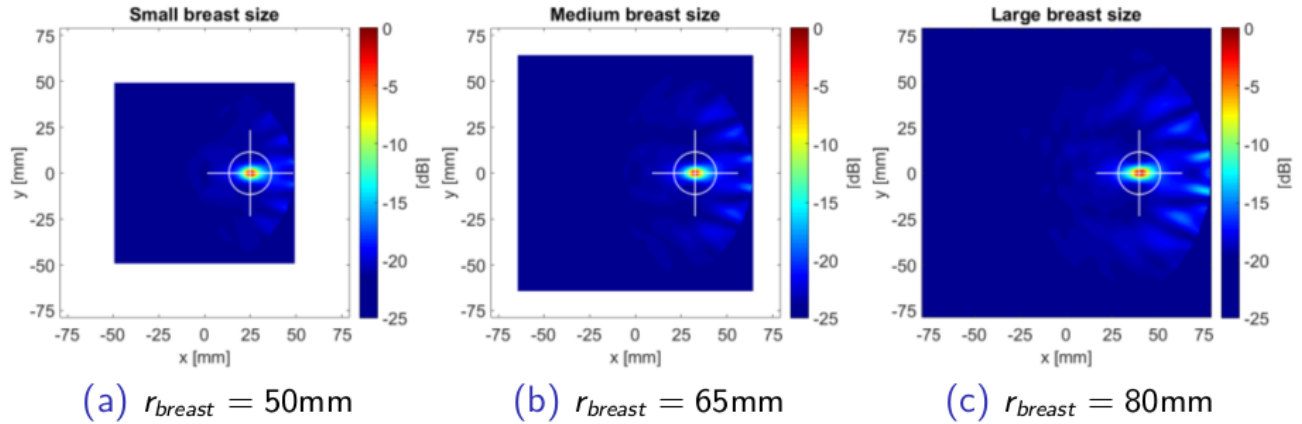 Small breast size
75
50
25
0
-25
-50
-75
y [mm]
-75 -50 -25 0 25 50 75
x [mm]
0
-5
-10
-15
-20
-25
[dB]
(a) r_breast = 50mm
Medium breast size
75
50
25
0
-25
-50
-75
y [mm]
-75 -50 -25 0 25 50 75
x [mm]
0
-5
-10
-15
-20
-25
[dB]
(b) r_breast = 65mm
Large breast size
75
50
25
0
-25
-50
-75
y [mm]
-75 -50 -25 0 25 50 75
x [mm]
0
-5
-10
-15
-20
-25
[dB]
(c) r_breast = 80mm